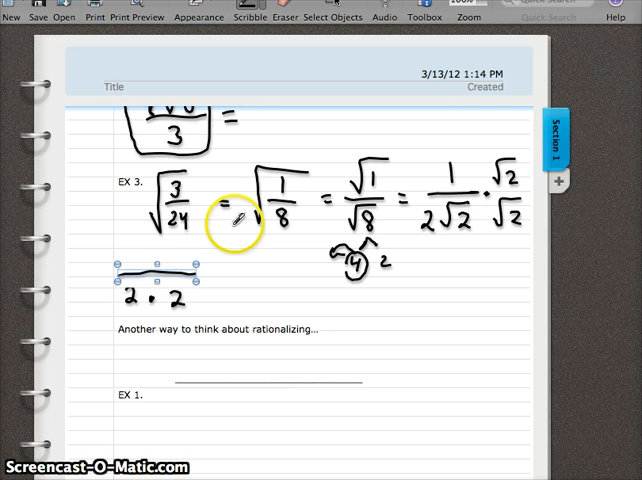 New Save Open Print Print Preview Appearance Scribble Eraser Select Objects Audio Toolbox Zoom Quick Search Help
3/13/12 1:14 PM
Title Created
Section 1
3 =
EX 3. √(3/24) = √(1/8) = √1/√8 = 1/(2√2) · √2/√2
4 2
2 · 2
Another way to think about rationalizing...
EX 1.
Screencast-O-Matic.com